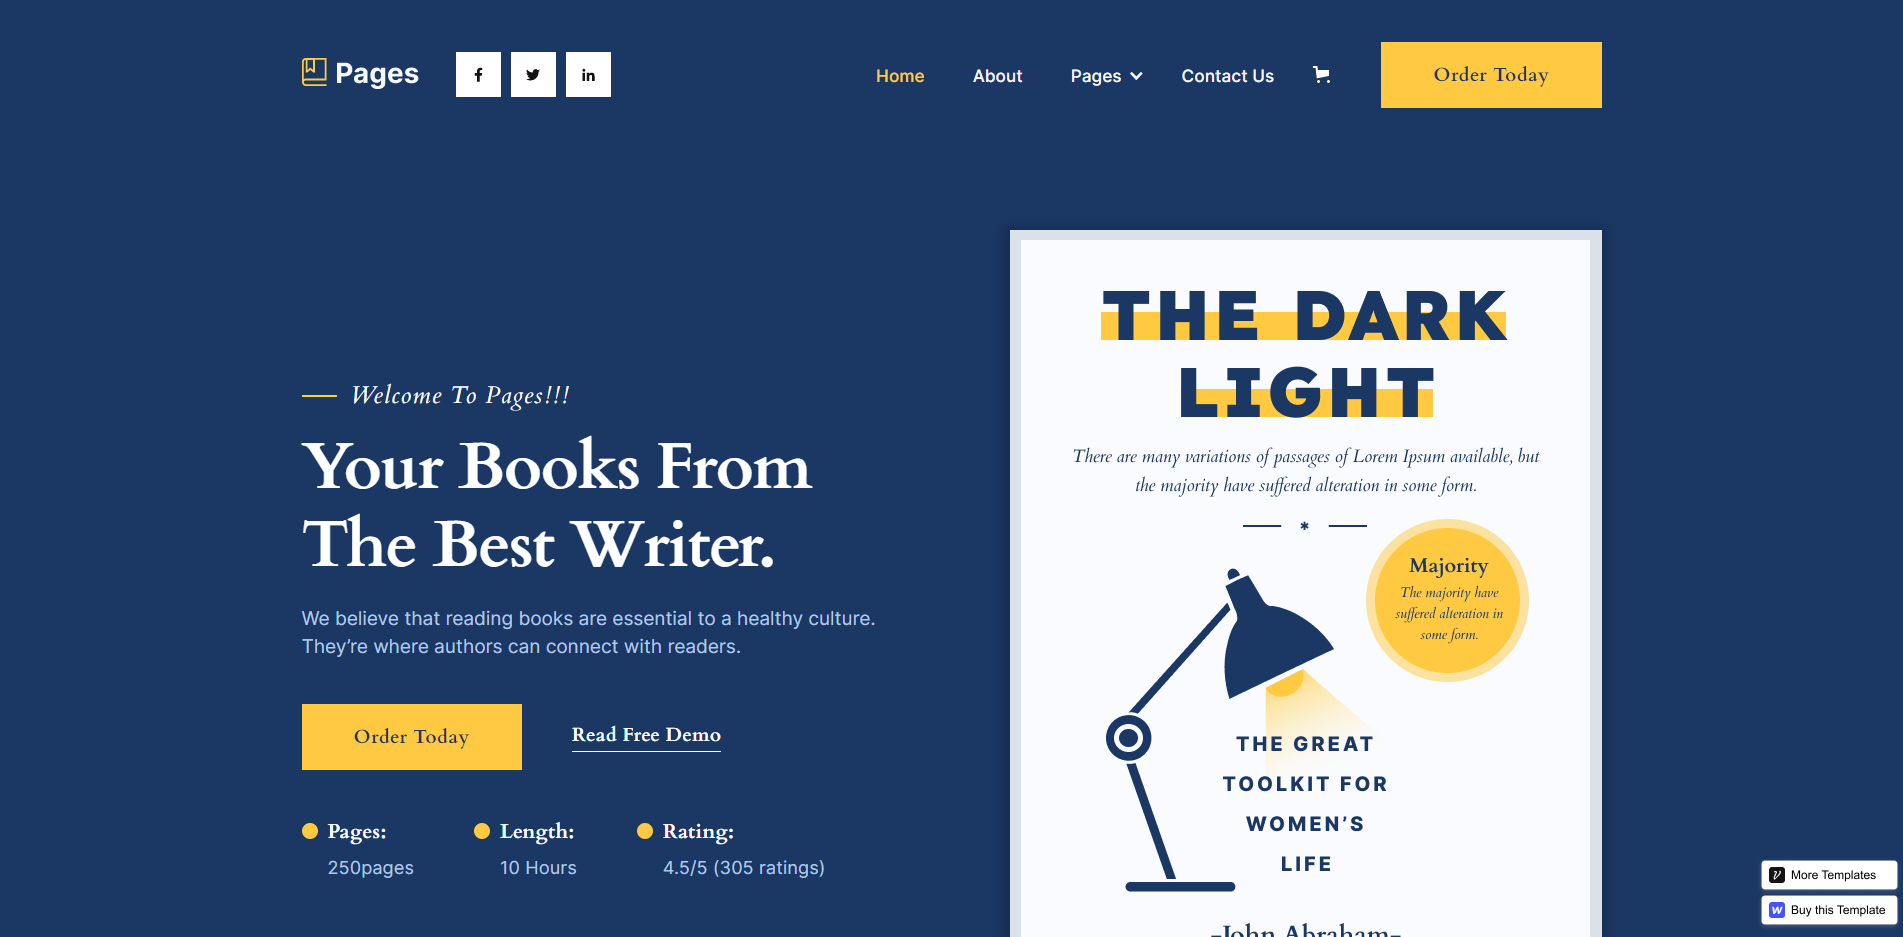 Pages
Home
About
Pages
Contact Us
Order Today
Welcome To Pages!!!
Your Books From
The Best Writer.
We believe that reading books are essential to a healthy culture.
They’re where authors can connect with readers.
Order Today
Read Free Demo
Pages:
250pages
Length:
10 Hours
Rating:
4.5/5 (305 ratings)
THE DARK
LIGHT
There are many variations of passages of Lorem Ipsum available, but
the majority have suffered alteration in some form.
*
Majority
The majority have
suffered alteration in
some form.
THE GREAT
TOOLKIT FOR
WOMEN’S
LIFE
-John Abraham-
More Templates
Buy this Template